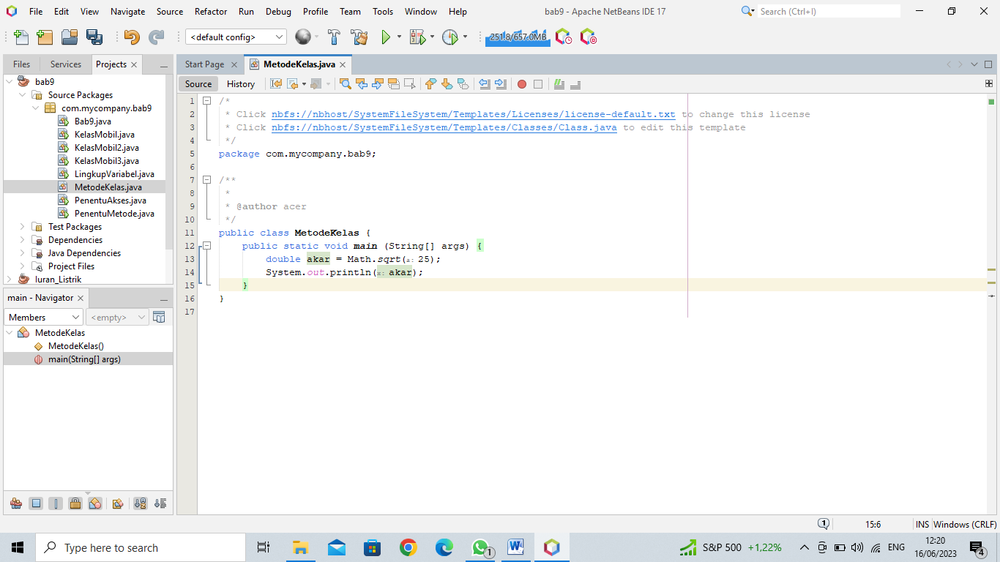 File Edit View Navigate Source Refactor Run Debug Profile Team Tools Window Help
bab9 - Apache NetBeans IDE 17
Search (Ctrl+I)
<default config>
251.8/657.0MB
Files Services Projects
bab9
Source Packages
com.mycompany.bab9
Bab9.java
KelasMobil.java
KelasMobil2.java
KelasMobil3.java
LingkupVariabel.java
MetodeKelas.java
PenentuAkses.java
PenentuMetode.java
Test Packages
Dependencies
Java Dependencies
Project Files
Iuran_Listrik
main - Navigator
Members <empty>
MetodeKelas
MetodeKelas()
main(String[] args)
Start Page MetodeKelas.java
Source History
1 /*
2 * Click nbfs://nbhost/SystemFileSystem/Templates/Licenses/license-default.txt to change this license
3 * Click nbfs://nbhost/SystemFileSystem/Templates/Classes/Class.java to edit this template
4 */
5 package com.mycompany.bab9;
6
7 /**
8 *
9 * @author acer
10 */
11 public class MetodeKelas {
12 public static void main (String[] args) {
13 double akar = Math.sqrt(a: 25);
14 System.out.println(x: akar);
15 }
16 }
17
1 15:6 INS Windows (CRLF)
Type here to search
1
S&P 500 +1,22%
ENG
12:20
16/06/2023
4